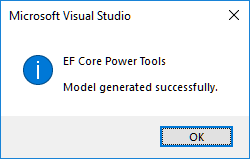 Microsoft Visual Studio
EF Core Power Tools
Model generated successfully.
OK